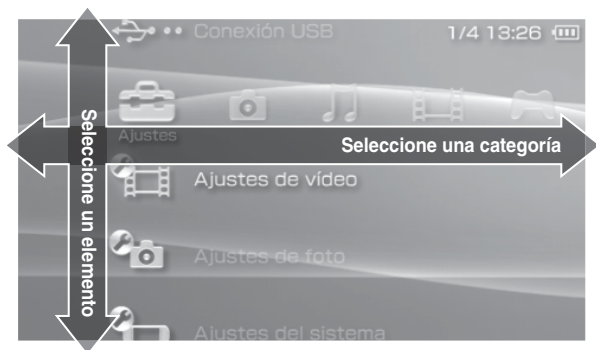 Conexión USB
1/4 13:26
Ajustes
Seleccione una categoría
Seleccione un elemento
Ajustes de vídeo
Ajustes de foto
Ajustes del sistema